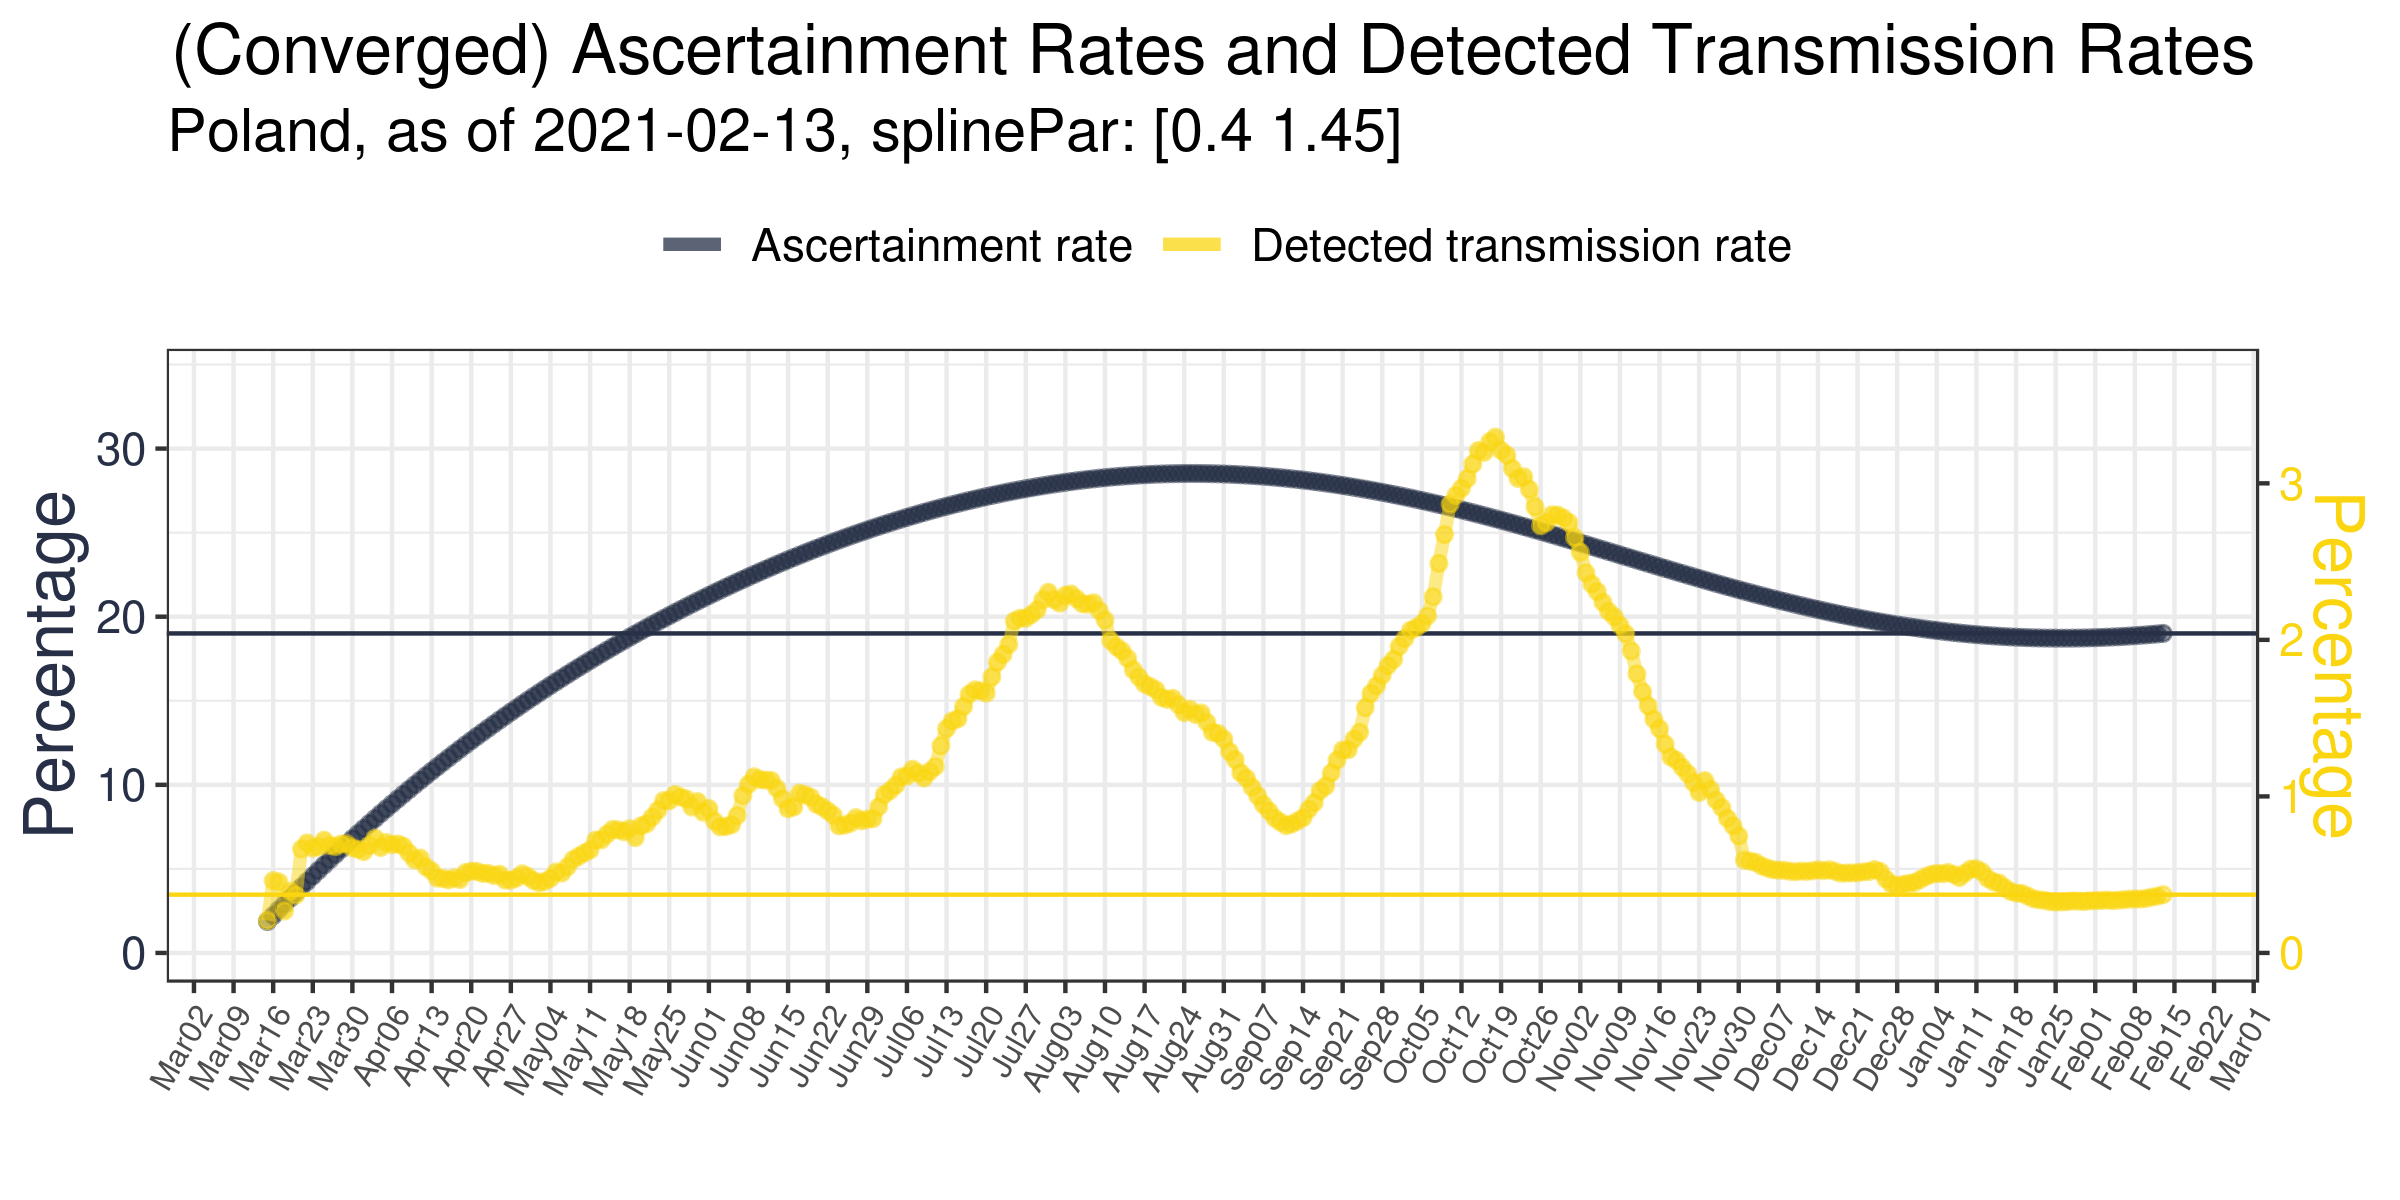 (Converged) Ascertainment Rates and Detected Transmission Rates
Poland, as of 2021-02-13, splinePar: [0.4 1.45]
Ascertainment rate Detected transmission rate
Percentage
30
20
10
0
3
2
1
0
Percentage
Mar02 Mar09 Mar16 Mar23 Mar30 Apr06 Apr13 Apr20 Apr27 May04 May11 May18 May25 Jun01 Jun08 Jun15 Jun22 Jun29 Jul06 Jul13 Jul20 Jul27 Aug03 Aug10 Aug17 Aug24 Aug31 Sep07 Sep14 Sep21 Sep28 Oct05 Oct12 Oct19 Oct26 Nov02 Nov09 Nov16 Nov23 Nov30 Dec07 Dec14 Dec21 Dec28 Jan04 Jan11 Jan18 Jan25 Feb01 Feb08 Feb15 Feb22 Mar01